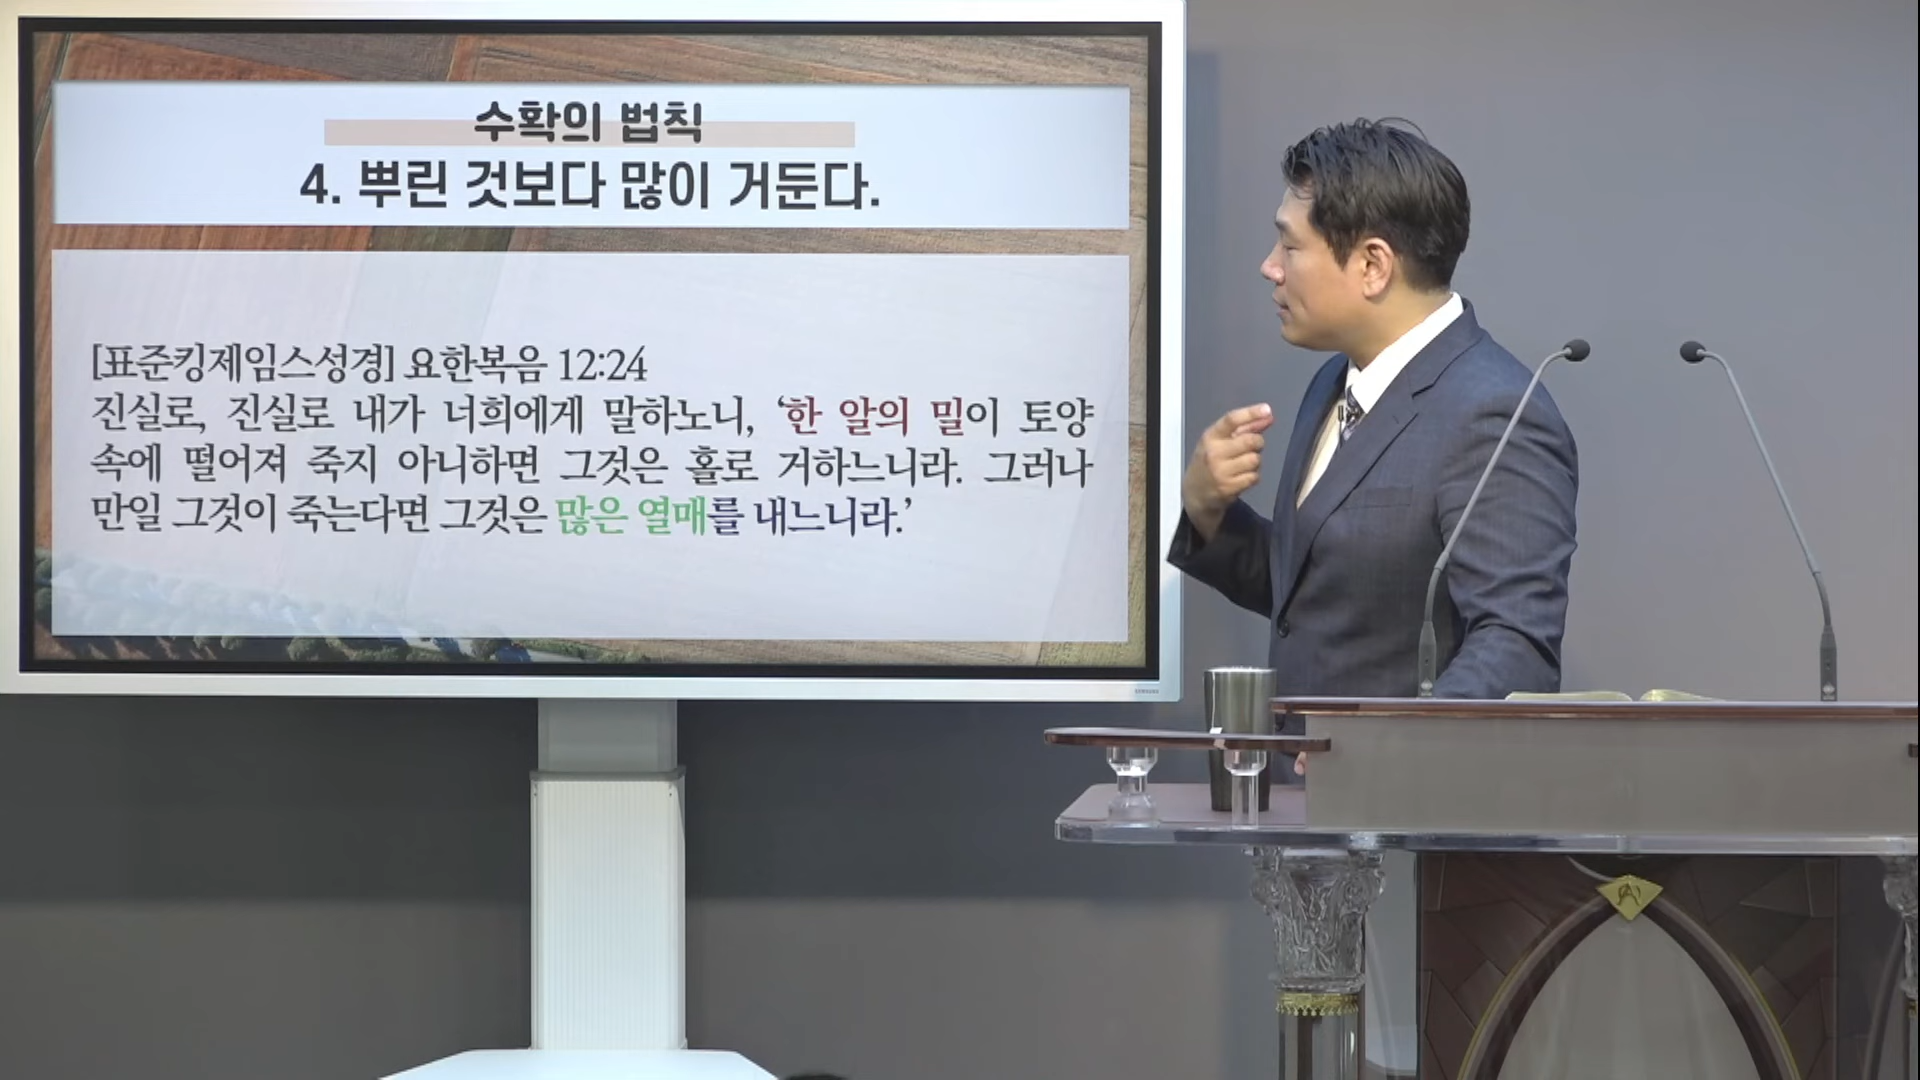 수확의 법칙
4. 뿌린 것보다 많이 거둔다.
[표준킹제임스성경] 요한복음 12:24
진실로, 진실로 내가 너희에게 말하노니, ‘한 알의 밀이 토양
속에 떨어져 죽지 아니하면 그것은 홀로 거하느니라. 그러나
만일 그것이 죽는다면 그것은 많은 열매를 내느니라.’
SAMSUNG